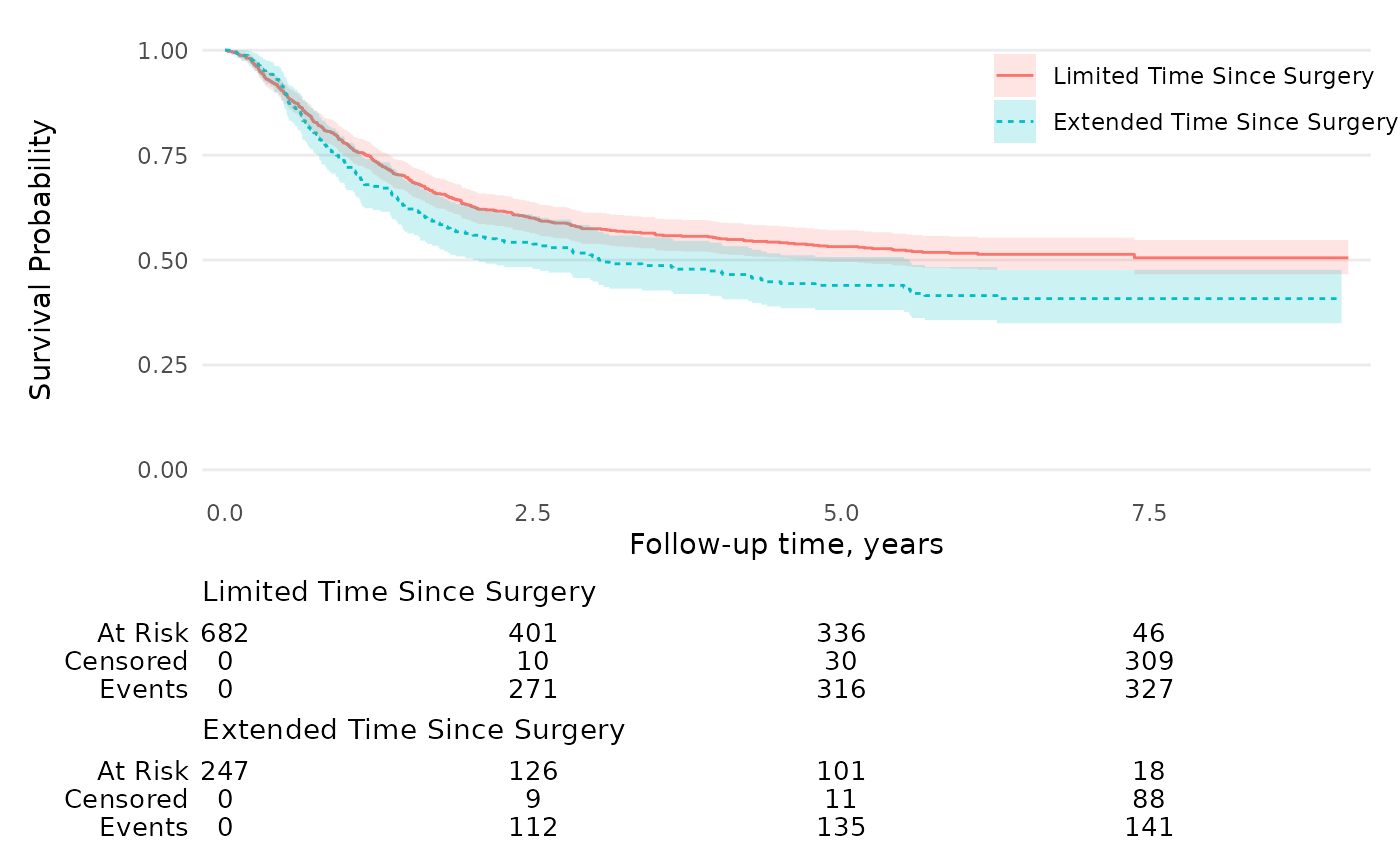 1.00
0.75
0.50
0.25
0.00
Survival Probability
Limited Time Since Surgery
Extended Time Since Surgery
0.0 2.5 5.0 7.5
Follow-up time, years
Limited Time Since Surgery
At Risk 682 401 336 46
Censored 0 10 30 309
Events 0 271 316 327
Extended Time Since Surgery
At Risk 247 126 101 18
Censored 0 9 11 88
Events 0 112 135 141